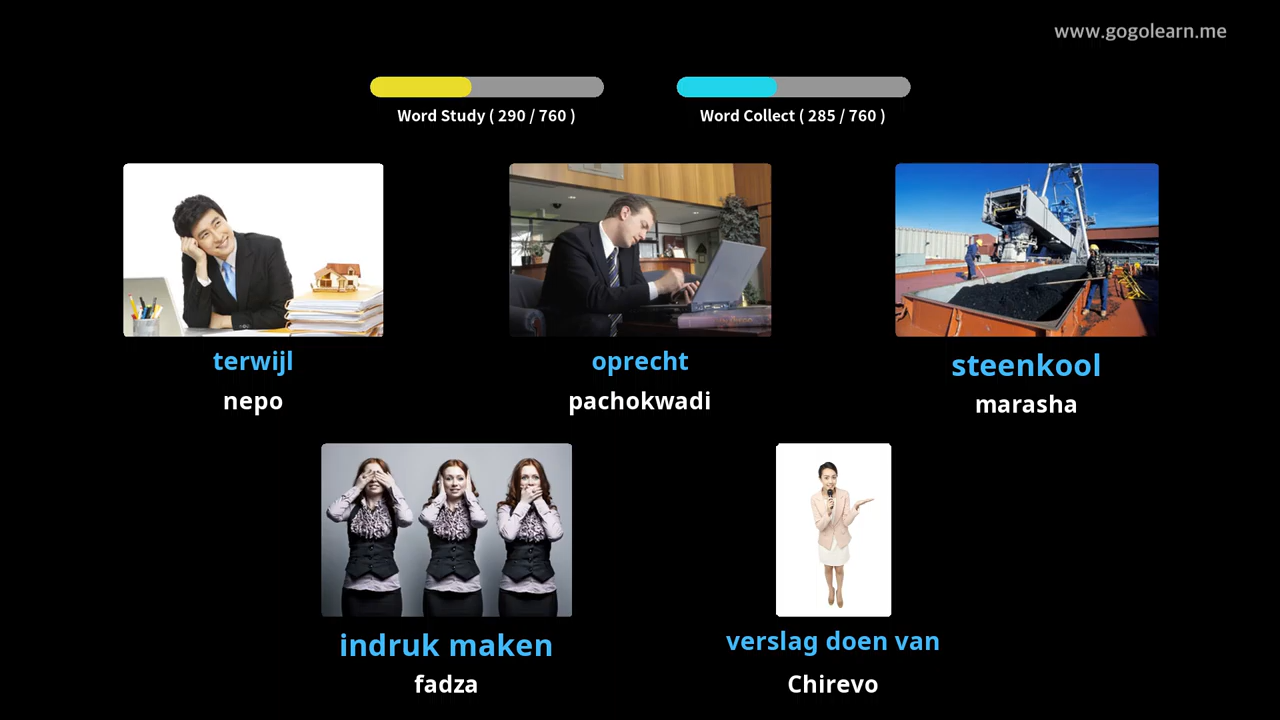 www.gogolearn.me
Word Study ( 290 / 760 )
Word Collect ( 285 / 760 )
terwijl
oprecht
steenkool
nepo
pachokwadi
marasha
indruk maken
verslag doen van
fadza
Chirevo